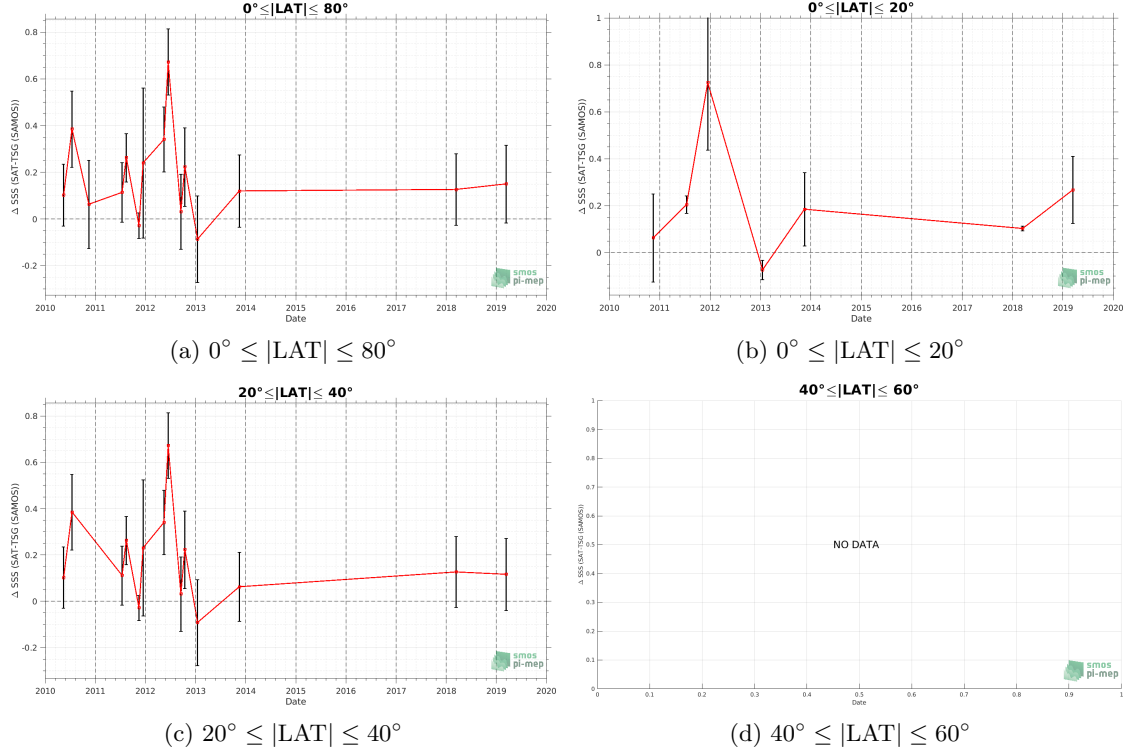 0°≤|LAT|≤ 80°
Δ SSS (SAT-TSG (SAMOS))
0.8
0.6
0.4
0.2
0
-0.2
2010 2011 2012 2013 2014 2015 2016 2017 2018 2019 2020
Date
smos
pi-mep
(a) 0° ≤ |LAT| ≤ 80°
0°≤|LAT|≤ 20°
Δ SSS (SAT-TSG (SAMOS))
1
0.8
0.6
0.4
0.2
0
2010 2011 2012 2013 2014 2015 2016 2017 2018 2019 2020
Date
smos
pi-mep
(b) 0° ≤ |LAT| ≤ 20°
20°≤|LAT|≤ 40°
Δ SSS (SAT-TSG (SAMOS))
0.8
0.6
0.4
0.2
0
-0.2
2010 2011 2012 2013 2014 2015 2016 2017 2018 2019 2020
Date
smos
pi-mep
(c) 20° ≤ |LAT| ≤ 40°
40°≤|LAT|≤ 60°
Δ SSS (SAT-TSG (SAMOS))
1
0.9
0.8
0.7
0.6
0.5
0.4
0.3
0.2
0.1
0
NO DATA
0 0.1 0.2 0.3 0.4 0.5 0.6 0.7 0.8 0.9 1
Date
smos
pi-mep
(d) 40° ≤ |LAT| ≤ 60°